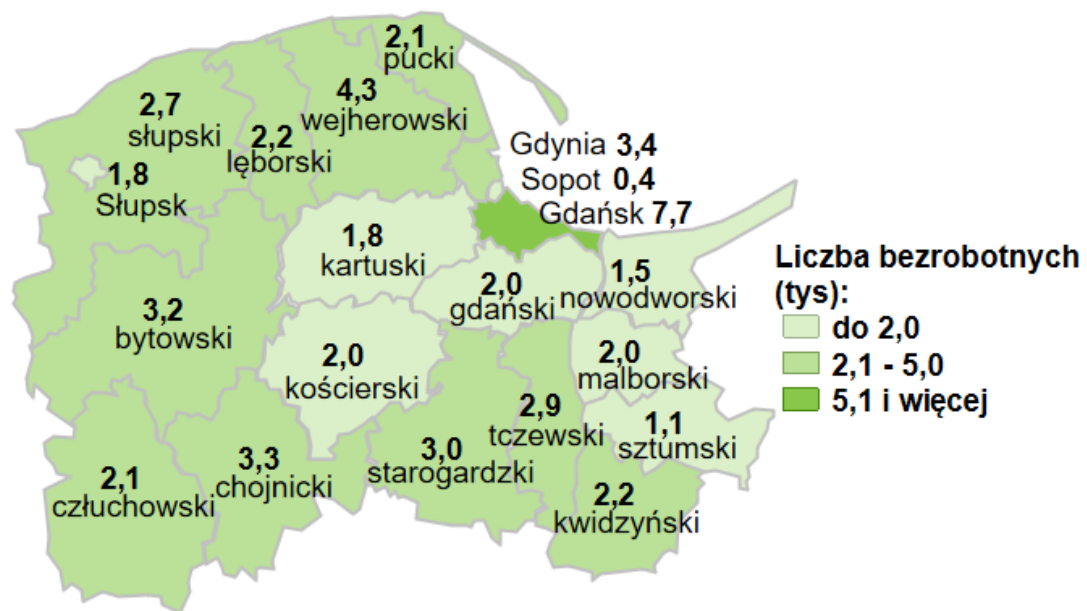 2,1
pucki
4,3
wejherowski
2,7
słupski
2,2
lęborski
Gdynia 3,4
Sopot 0,4
Gdańsk 7,7
1,8
Słupsk
1,8
kartuski
2,0
gdański
1,5
nowodworski
3,2
bytowski
2,0
kościerski
2,0
malborski
2,9
tczewski
1,1
sztumski
3,0
starogardzki
3,3
chojnicki
2,1
człuchowski
2,2
kwidzyński
Liczba bezrobotnych
(tys):
do 2,0
2,1 - 5,0
5,1 i więcej